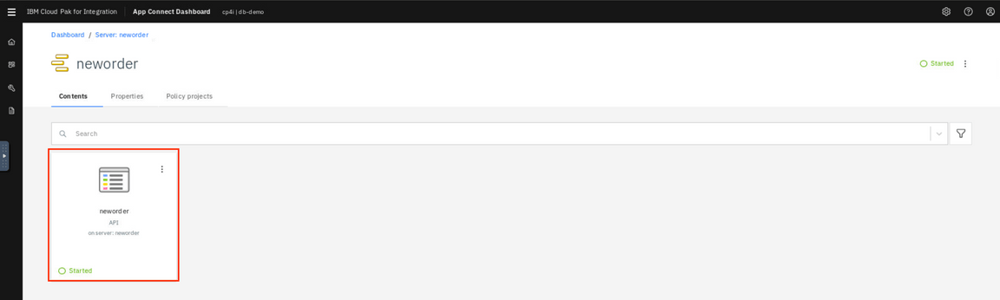 IBM Cloud Pak for Integration App Connect Dashboard cp4i | db-demo
Dashboard / Server: neworder
neworder
Started
Contents Properties Policy projects
Search
neworder
API
on server: neworder
Started